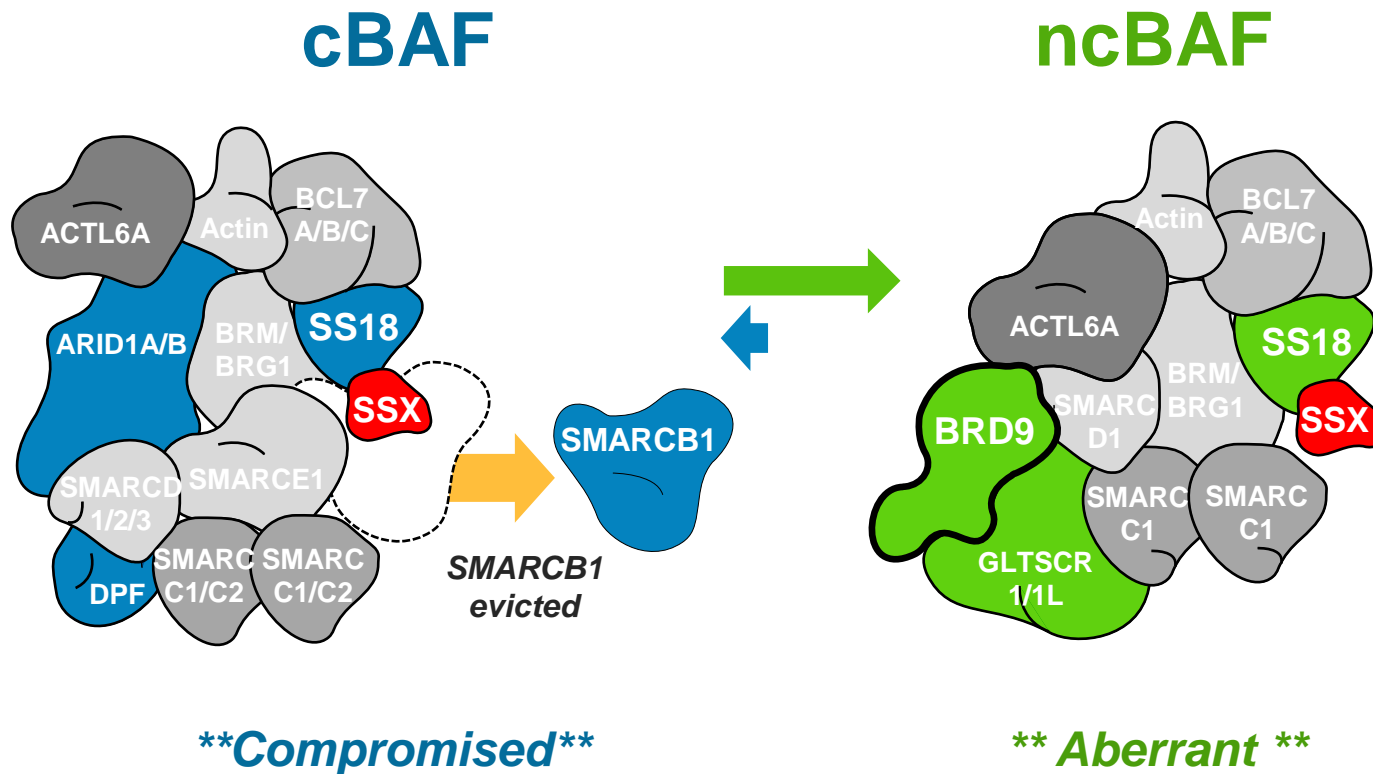 cBAF
ncBAF
ACTL6A
Actin
BCL7
A/B/C
ARID1A/B
BRM/
BRG1
SS18
SSX
SMARCD
1/2/3
SMARCE1
DPF
SMARC
C1/C2
SMARC
C1/C2
SMARCB1
SMARCB1
evicted
Actin
BCL7
A/B/C
ACTL6A
SS18
BRM/
BRG1
SSX
BRD9
SMARC
D1
SMARC
C1
SMARC
C1
GLTSCR
1/1L
**Compromised**
** Aberrant **